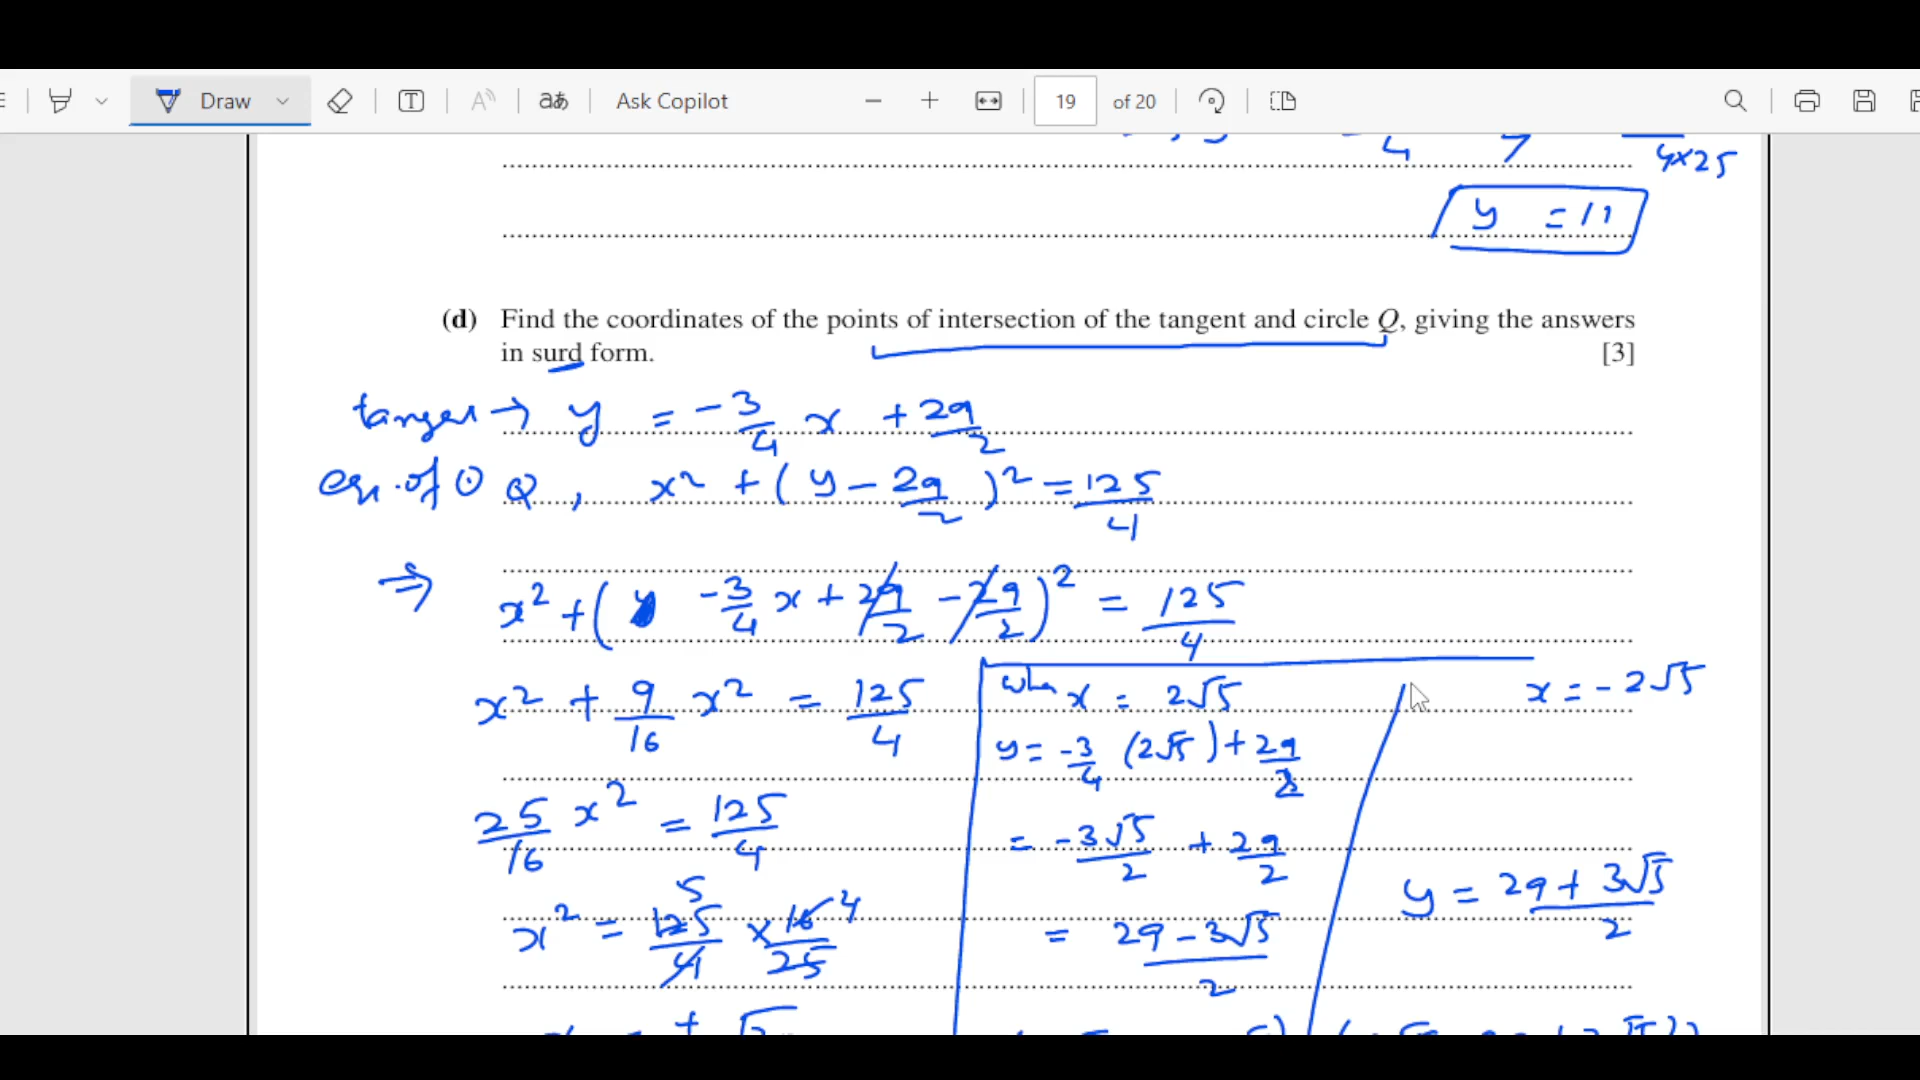 Draw
Ask Copilot
19 of 20
4 7 4×25
y = 11
(d) Find the coordinates of the points of intersection of the tangent and circle Q, giving the answers
in surd form. [3]
y = -3/4 x + 29/2
of ⊙ Q, x² + (y - 29/2)² = 125/4
⇒ x² + (y -3/4 x + 29/2 - 29/2)² = 125/4
x² + 9/16 x² = 125/4
25/16 x² = 125/4
x² = 125/4 × 16/25
5 4
when x = 2√5
y = -3/4 (2√5) + 29/2
= -3√5/2 + 29/2
= 29 - 3√5/2
x = -2√5
y = 29 + 3√5/2